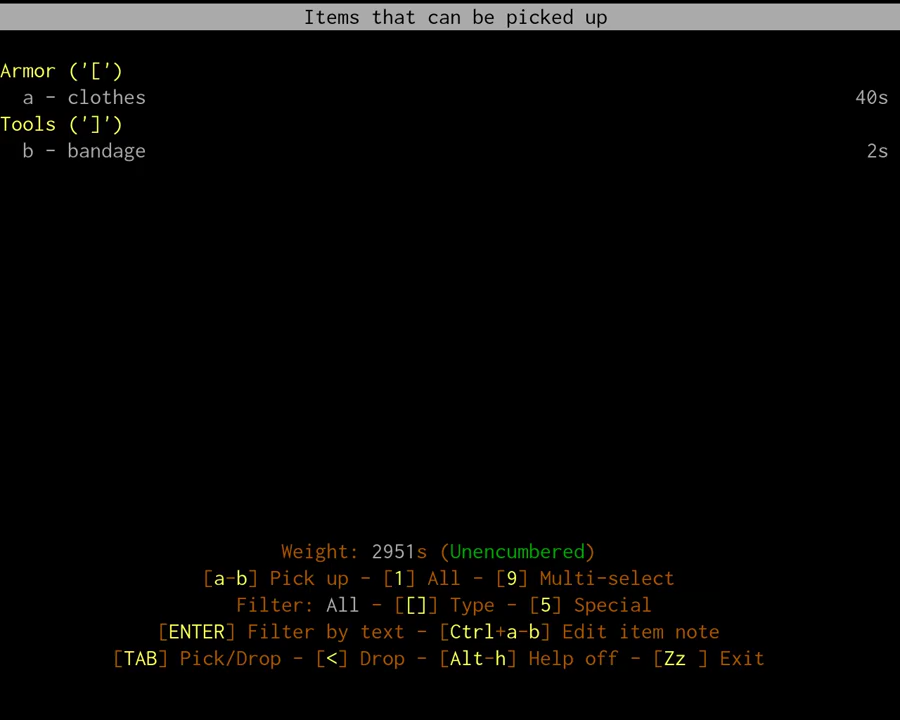 Items that can be picked up
Armor ('[')
a - clothes 40s
Tools (']')
b - bandage 2s
Weight: 2951s (Unencumbered)
[a-b] Pick up - [1] All - [9] Multi-select
Filter: All - [[]] Type - [5] Special
[ENTER] Filter by text - [Ctrl+a-b] Edit item note
[TAB] Pick/Drop - [<] Drop - [Alt-h] Help off - [Zz ] Exit